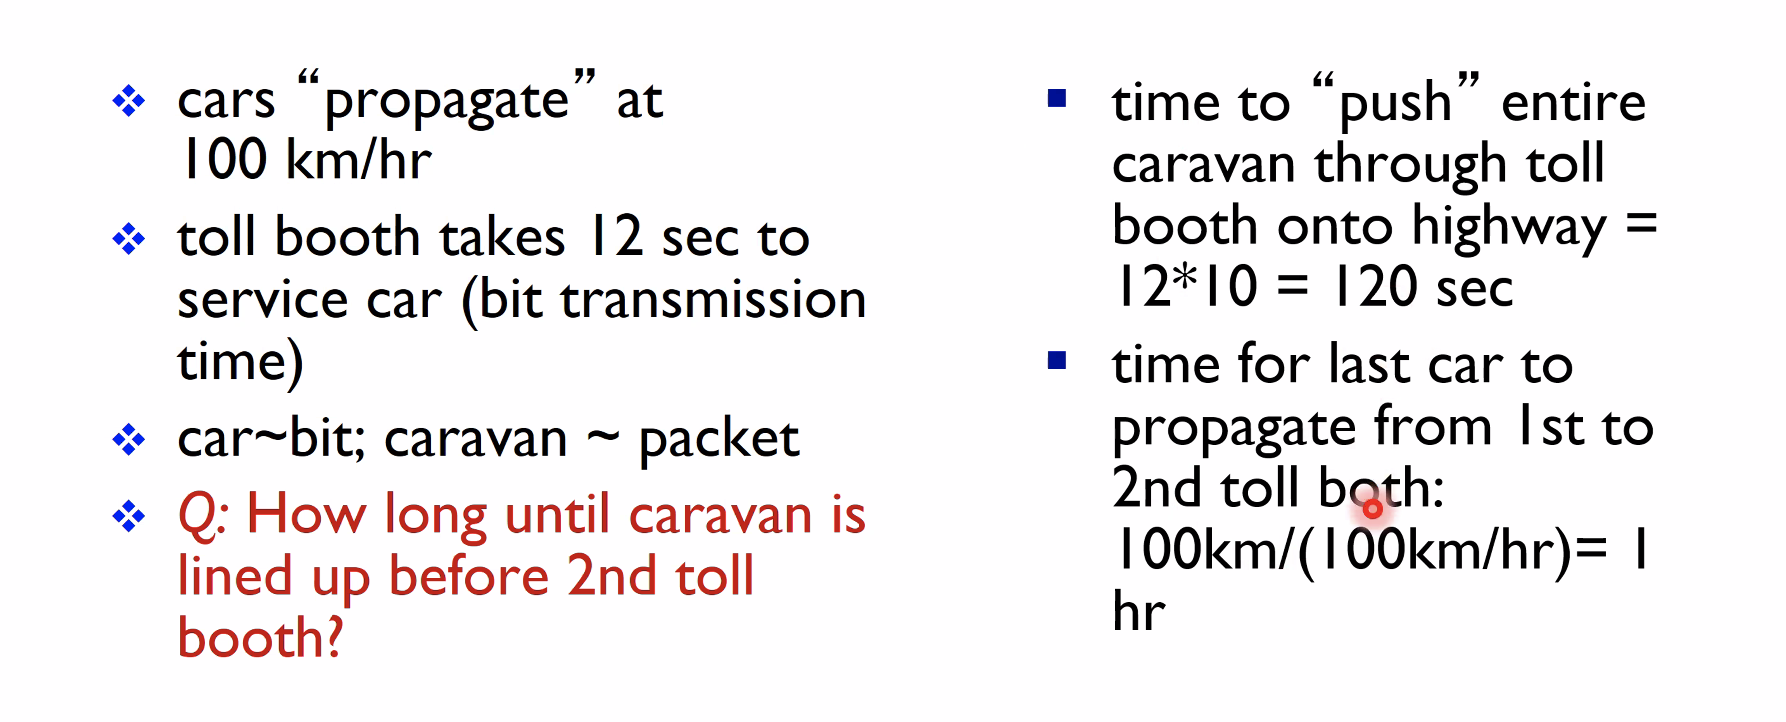 cars “propagate” at
100 km/hr
toll booth takes 12 sec to
service car (bit transmission
time)
car~bit; caravan ~ packet
Q: How long until caravan is
lined up before 2nd toll
booth?
time to “push” entire
caravan through toll
booth onto highway =
12*10 = 120 sec
time for last car to
propagate from 1st to
2nd toll both:
100km/(100km/hr)= 1
hr